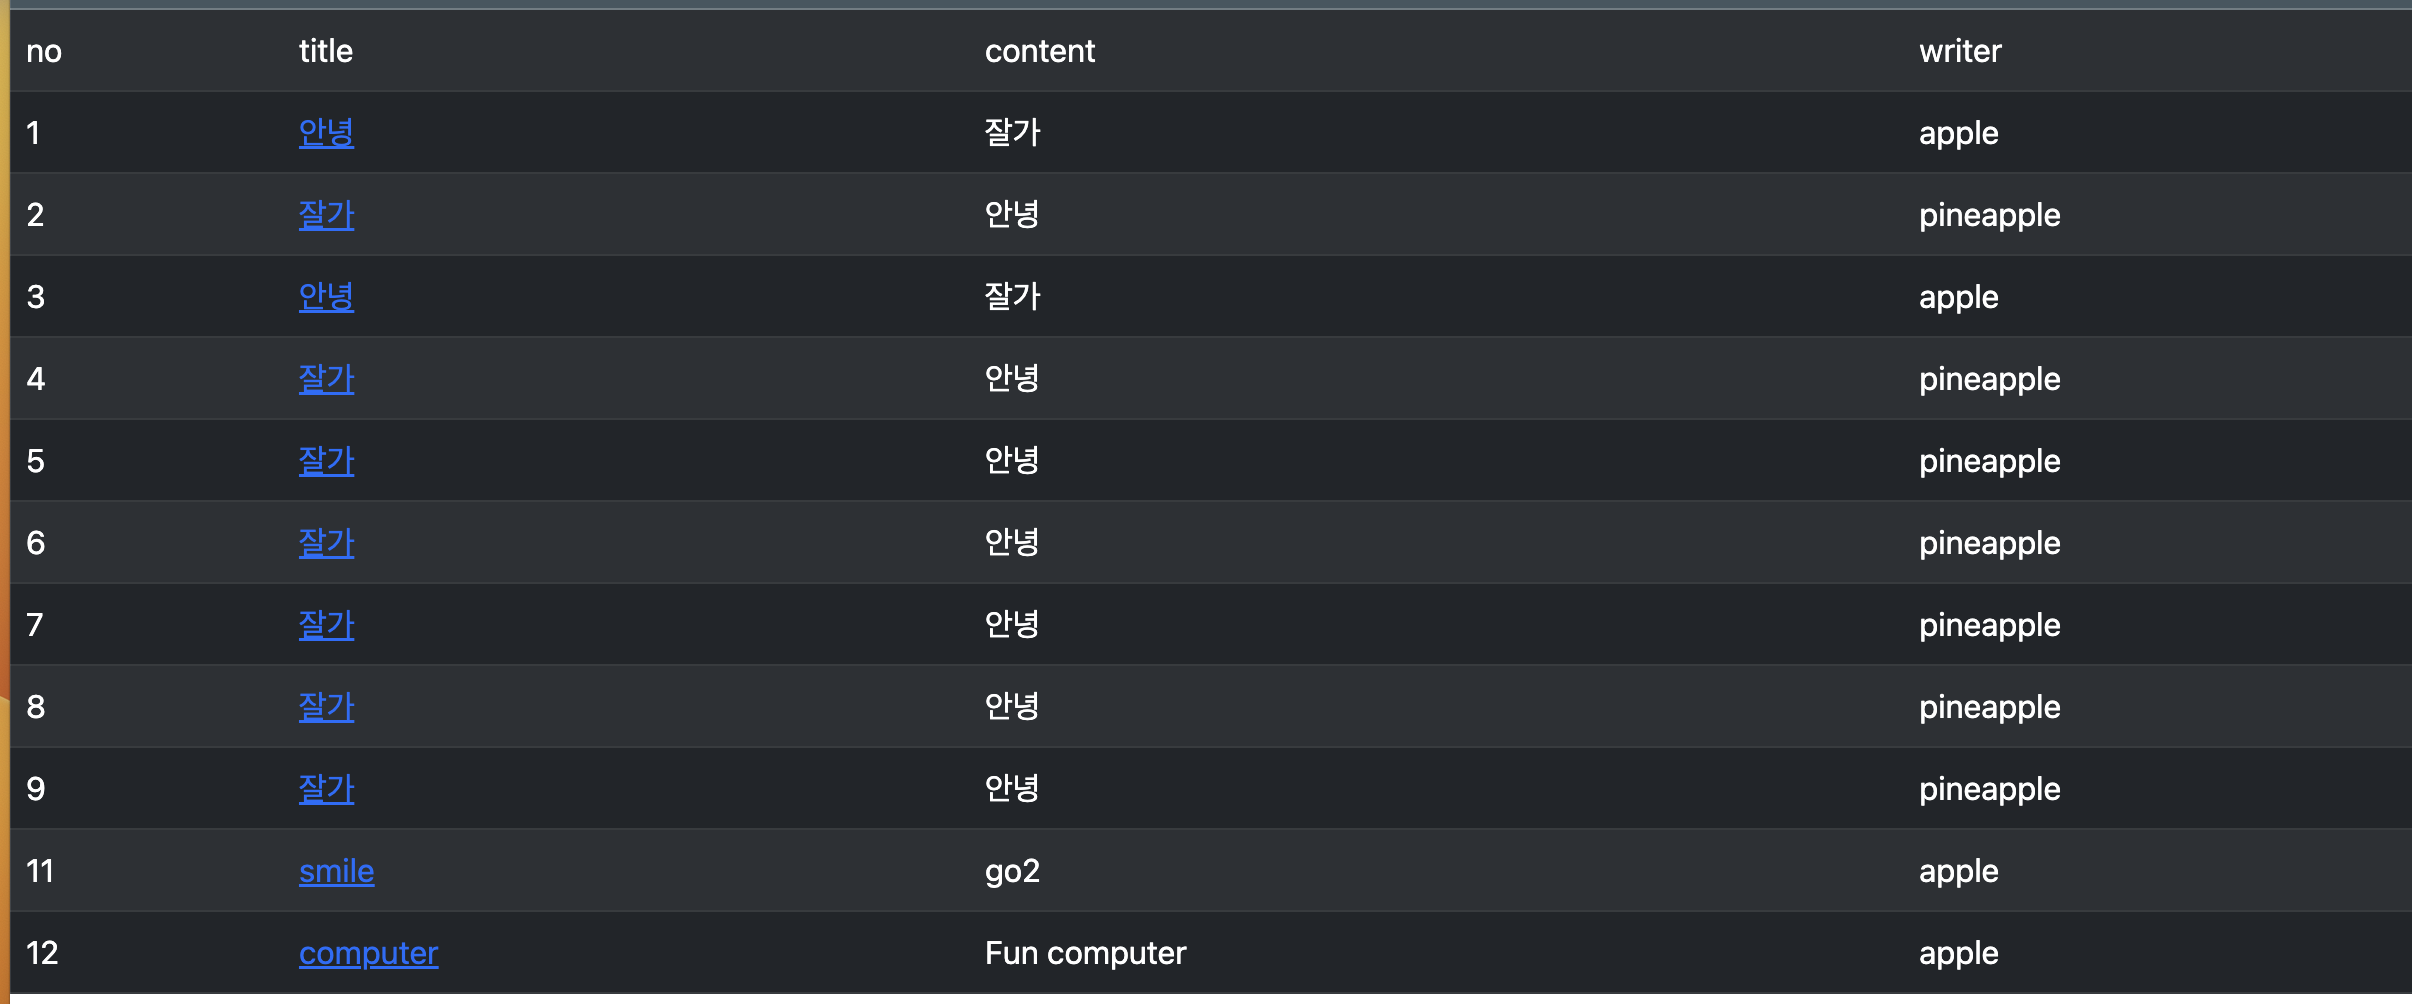 no title content writer
1 안녕 잘가 apple
2 잘가 안녕 pineapple
3 안녕 잘가 apple
4 잘가 안녕 pineapple
5 잘가 안녕 pineapple
6 잘가 안녕 pineapple
7 잘가 안녕 pineapple
8 잘가 안녕 pineapple
9 잘가 안녕 pineapple
11 smile go2 apple
12 computer Fun computer apple